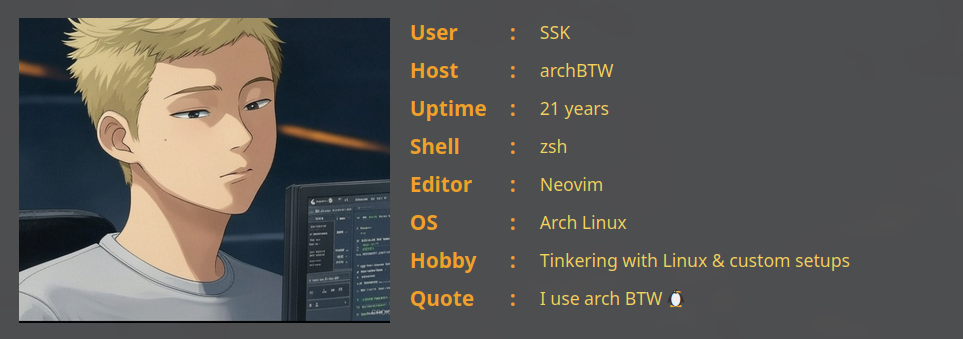 User : SSK
Host : archBTW
Uptime : 21 years
Shell : zsh
Editor : Neovim
OS : Arch Linux
Hobby : Tinkering with Linux & custom setups
Quote : I use arch BTW 🐧